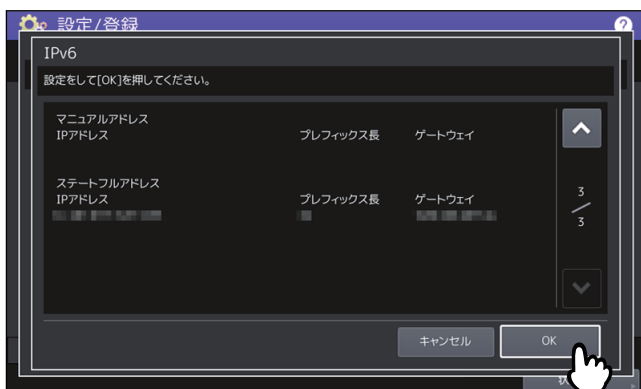 設定/登録
IPv6
設定をして[OK]を押してください。
マニュアルアドレス
IPアドレス プレフィックス長 ゲートウェイ
ステートフルアドレス
IPアドレス プレフィックス長 ゲートウェイ
3
3
キャンセル OK